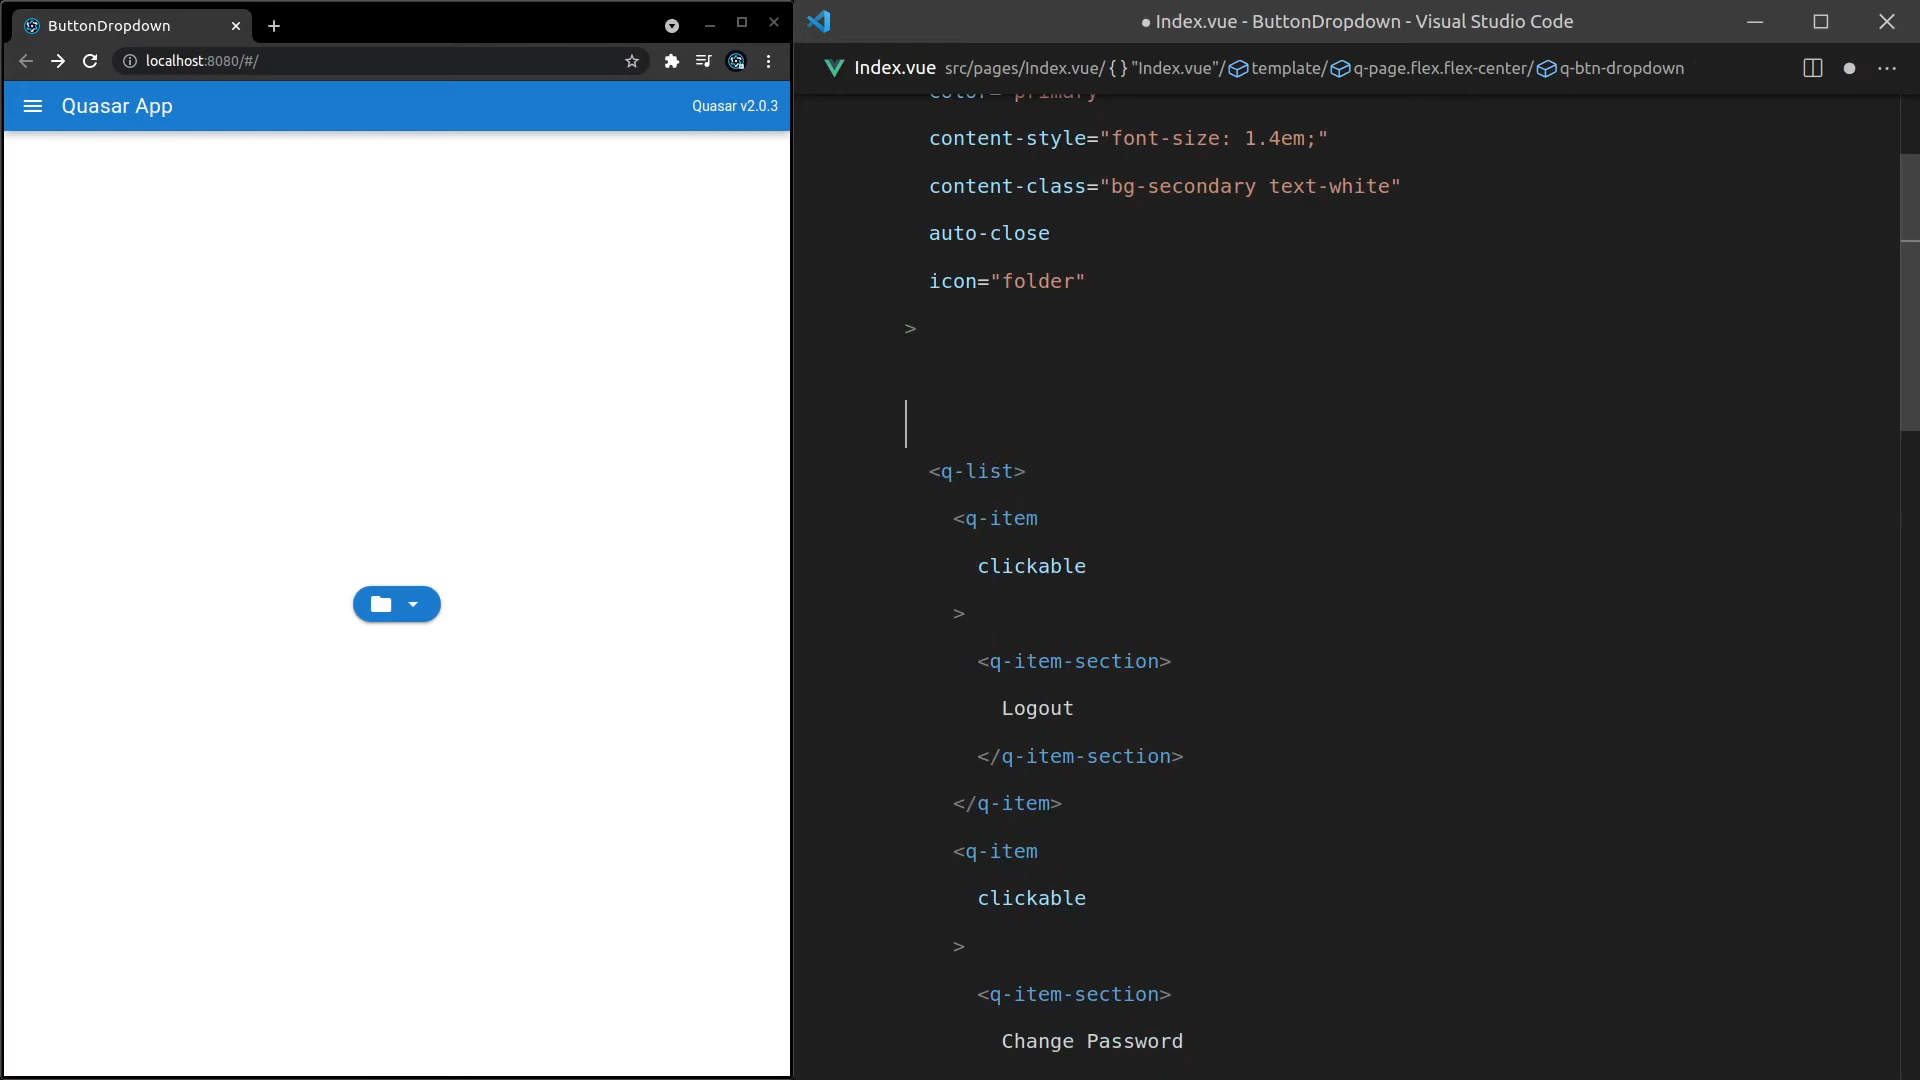 ButtonDropdown
localhost:8080/#/
Quasar App
Quasar v2.0.3
● Index.vue - ButtonDropdown - Visual Studio Code
Index.vue src/pages/Index.vue/ {} "Index.vue"/ template/ q-page.flex.flex-center/ q-btn-dropdown
color="primary"
content-style="font-size: 1.4em;"
content-class="bg-secondary text-white"
auto-close
icon="folder"
>
<q-list>
<q-item
clickable
>
<q-item-section>
Logout
</q-item-section>
</q-item>
<q-item
clickable
>
<q-item-section>
Change Password